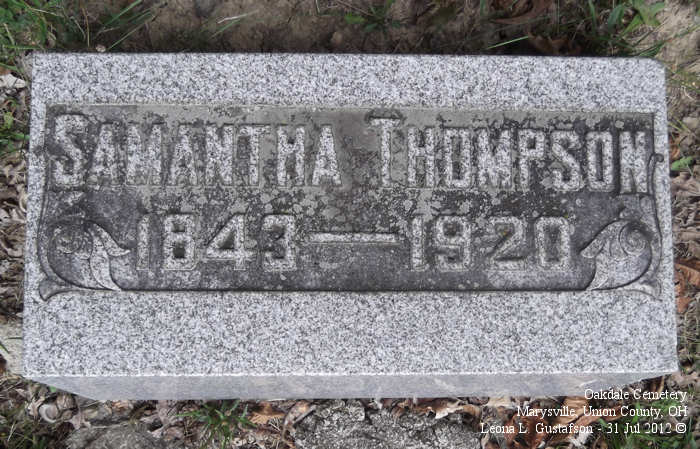 SAMANTHA THOMPSON
1843—1920
Oakdale Cemetery
Marysville, Union County, OH
Leona L. Gustafson - 31 Jul 2012 ©